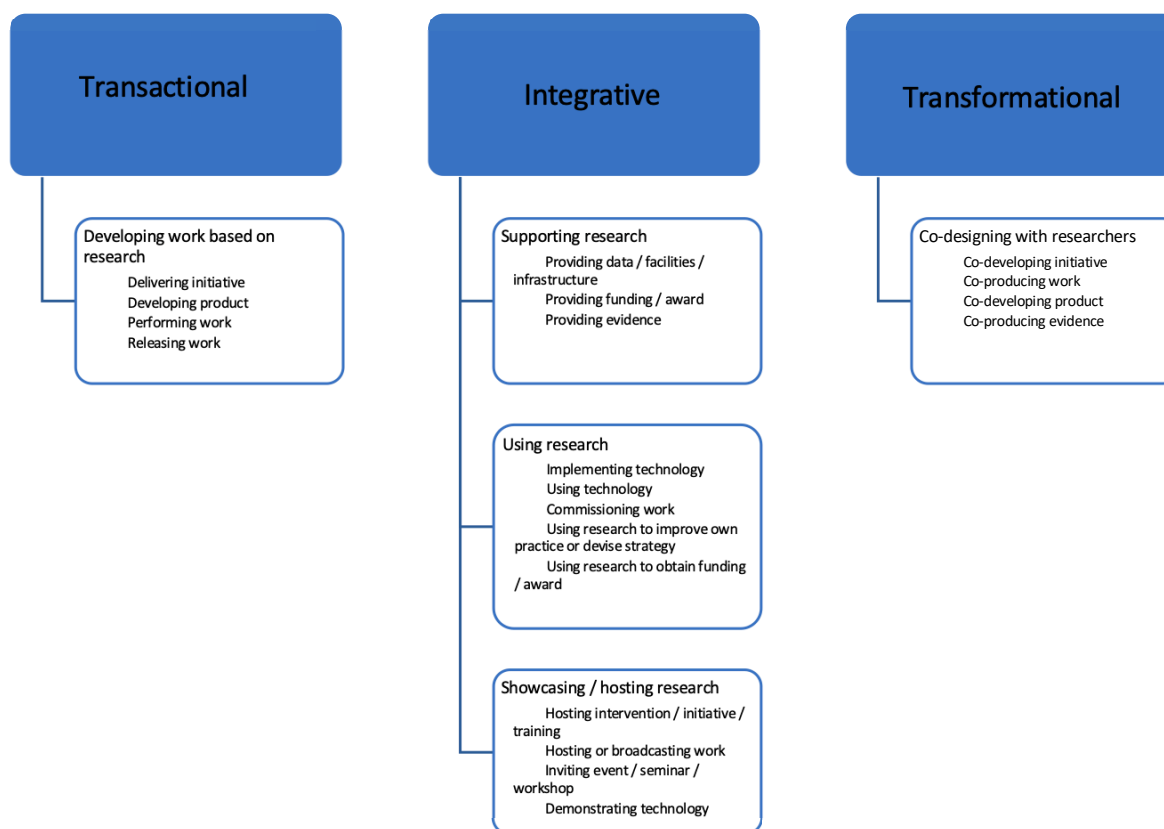 Transactional
Developing work based on
research
Delivering initiative
Developing product
Performing work
Releasing work
Integrative
Supporting research
Providing data / facilities /
infrastructure
Providing funding / award
Providing evidence
Using research
Implementing technology
Using technology
Commissioning work
Using research to improve own
practice or devise strategy
Using research to obtain funding
/ award
Showcasing / hosting research
Hosting intervention / initiative /
training
Hosting or broadcasting work
Inviting event / seminar /
workshop
Demonstrating technology
Transformational
Co-designing with researchers
Co-developing initiative
Co-producing work
Co-developing product
Co-producing evidence